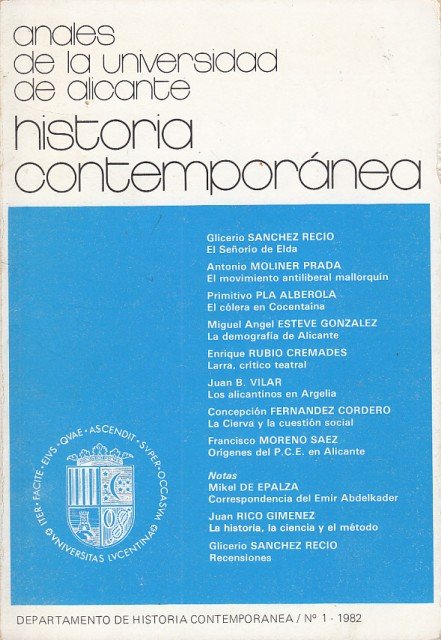 anales
de la universidad
de alicante
historia
contemporánea
Glicerio SANCHEZ RECIO
El Señorio de Elda
Antonio MOLINER PRADA
El movimiento antiliberal mallorquín
Primitivo PLA ALBEROLA
El cólera en Cocentaina
Miguel Angel ESTEVE GONZALEZ
La demografía de Alicante
Enrique RUBIO CREMADES
Larra, crítico teatral
Juan B. VILAR
Los alicantinos en Argelia
Concepción FERNANDEZ CORDERO
La Cierva y la cuestión social
Francisco MORENO SAEZ
Orígenes del P.C.E. en Alicante
Notas
Mikel DE EPALZA
Correspondencia del Emir Abdelkader
Juan RICO GIMENEZ
La historia, la ciencia y el método
Glicerio SANCHEZ RECIO
Recensiones
ITER · FACITE · EIVS · QVAE · ASCENDIT · SVPER · OCCASVM
VNIVERSITAS LVCENTINA
DEPARTAMENTO DE HISTORIA CONTEMPORANEA / Nº 1 - 1982